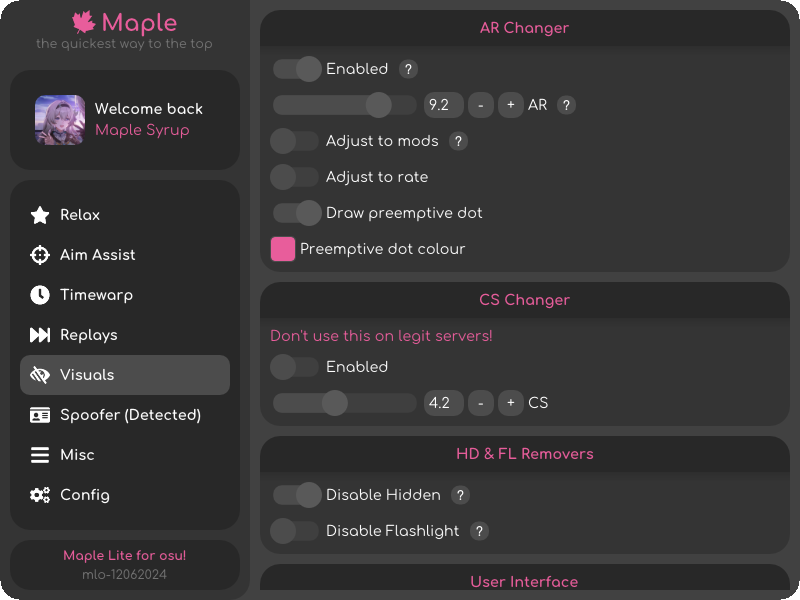 Maple
the quickest way to the top
Welcome back
Maple Syrup
Relax
Aim Assist
Timewarp
Replays
Visuals
Spoofer (Detected)
Misc
Config
Maple Lite for osu!
mlo-12062024
AR Changer
Enabled ?
9.2 - + AR ?
Adjust to mods ?
Adjust to rate
Draw preemptive dot
Preemptive dot colour
CS Changer
Don't use this on legit servers!
Enabled
4.2 - + CS
HD & FL Removers
Disable Hidden ?
Disable Flashlight ?
User Interface